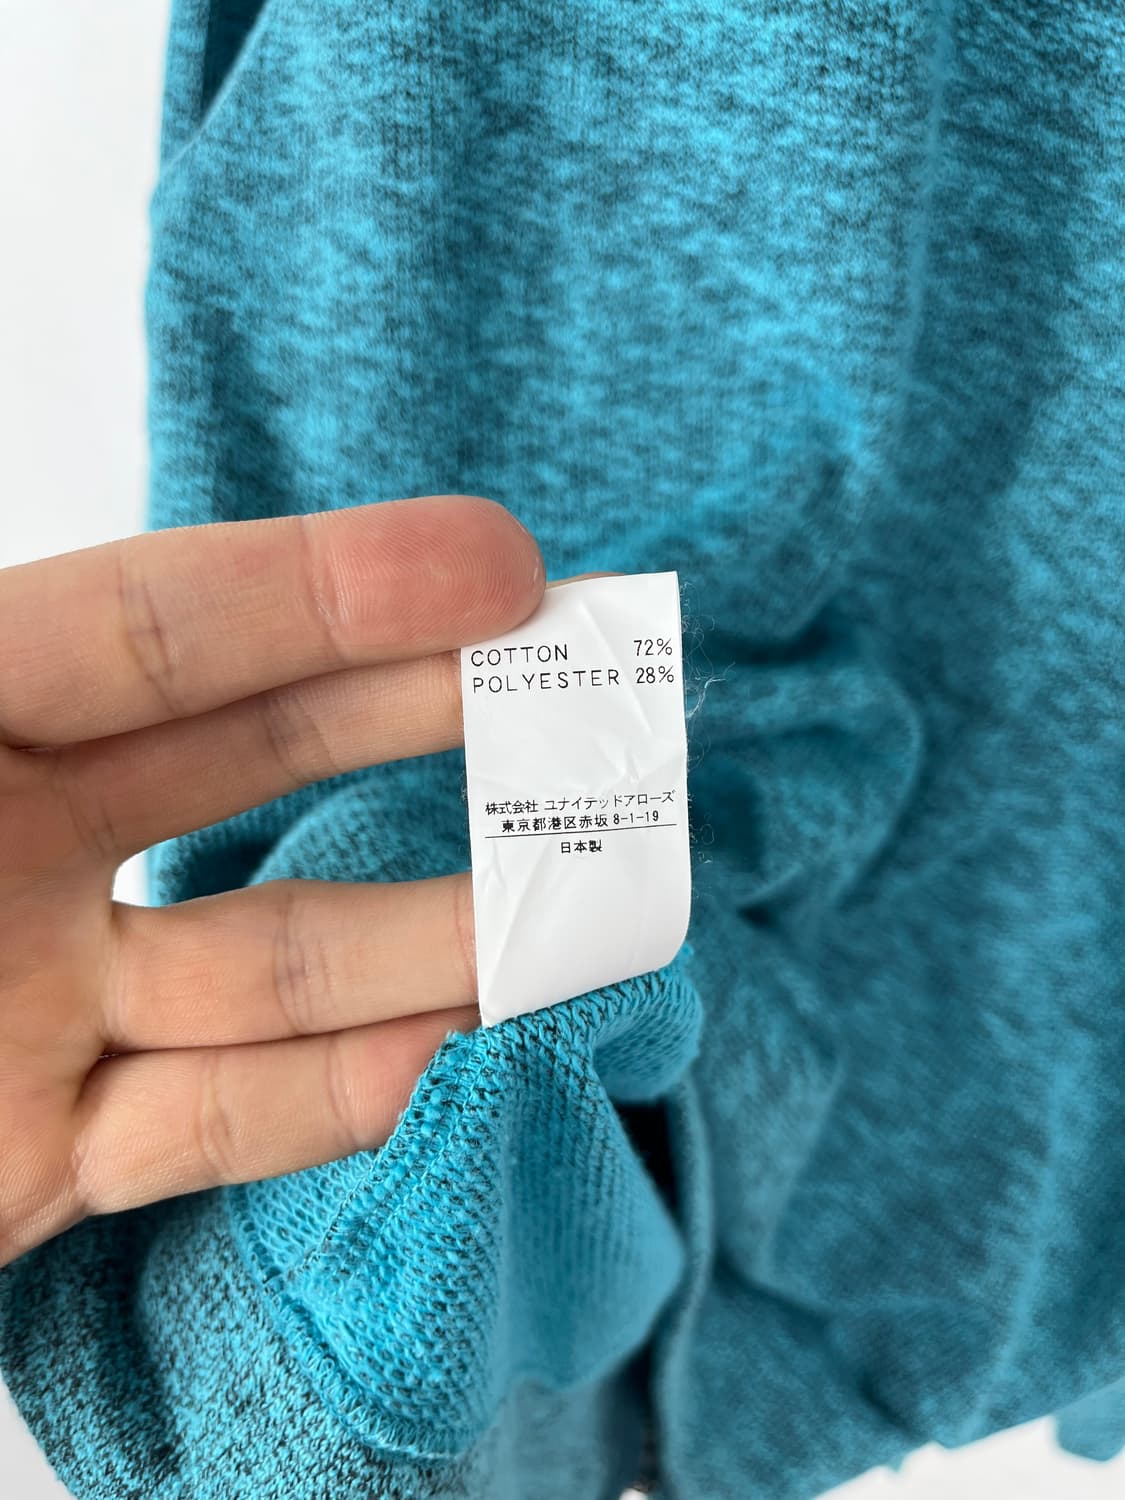 COTTON 72%
POLYESTER 28%
株式会社 ユナイテッドアローズ
東京都港区赤坂 8-1-19
日本製